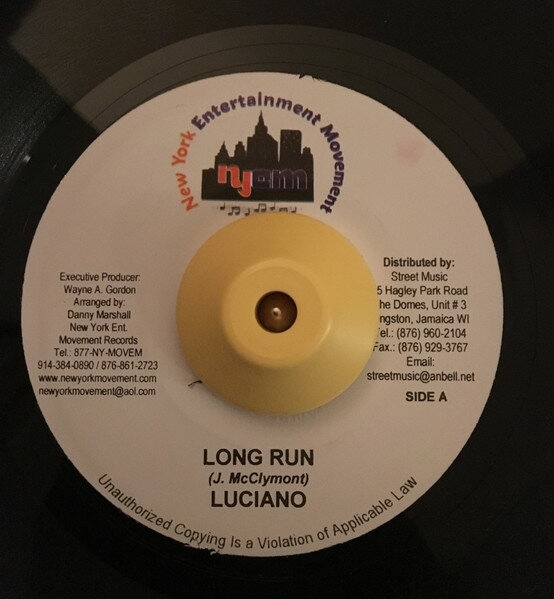 New York Entertainment Movement
nyem
Executive Producer:
Wayne A. Gordon
Arranged by:
Danny Marshall
New York Ent.
Movement Records
Tel.: 877-NY-MOVEM
914-384-0890 / 876-861-2723
www.newyorkmovement.com
newyorkmovement@aol.com
Distributed by:
Street Music
5 Hagley Park Road
he Domes, Unit # 3
ngston, Jamaica WI
Tel.: (876) 960-2104
Fax.: (876) 929-3767
Email:
streetmusic@anbell.net
SIDE A
LONG RUN
(J. McClymont)
LUCIANO
Unauthorized Copying Is a Violation of Applicable Law